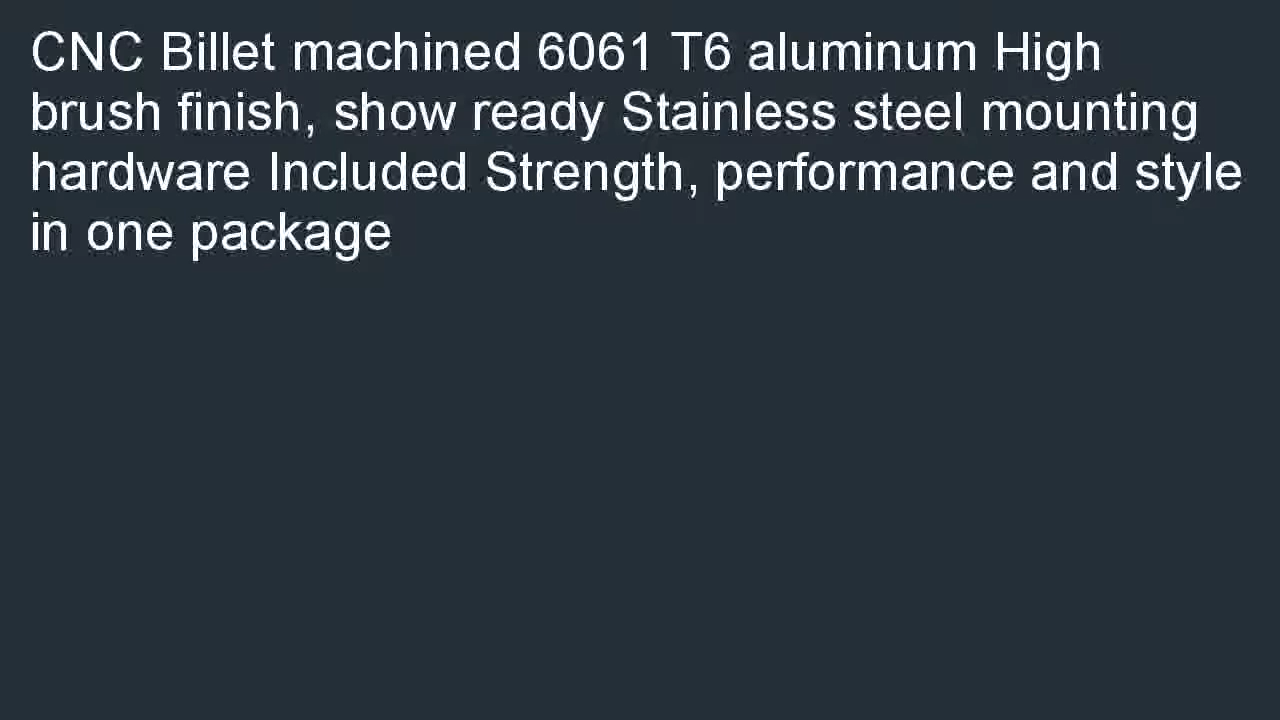 CNC Billet machined 6061 T6 aluminum High
brush finish, show ready Stainless steel mounting
hardware Included Strength, performance and style
in one package